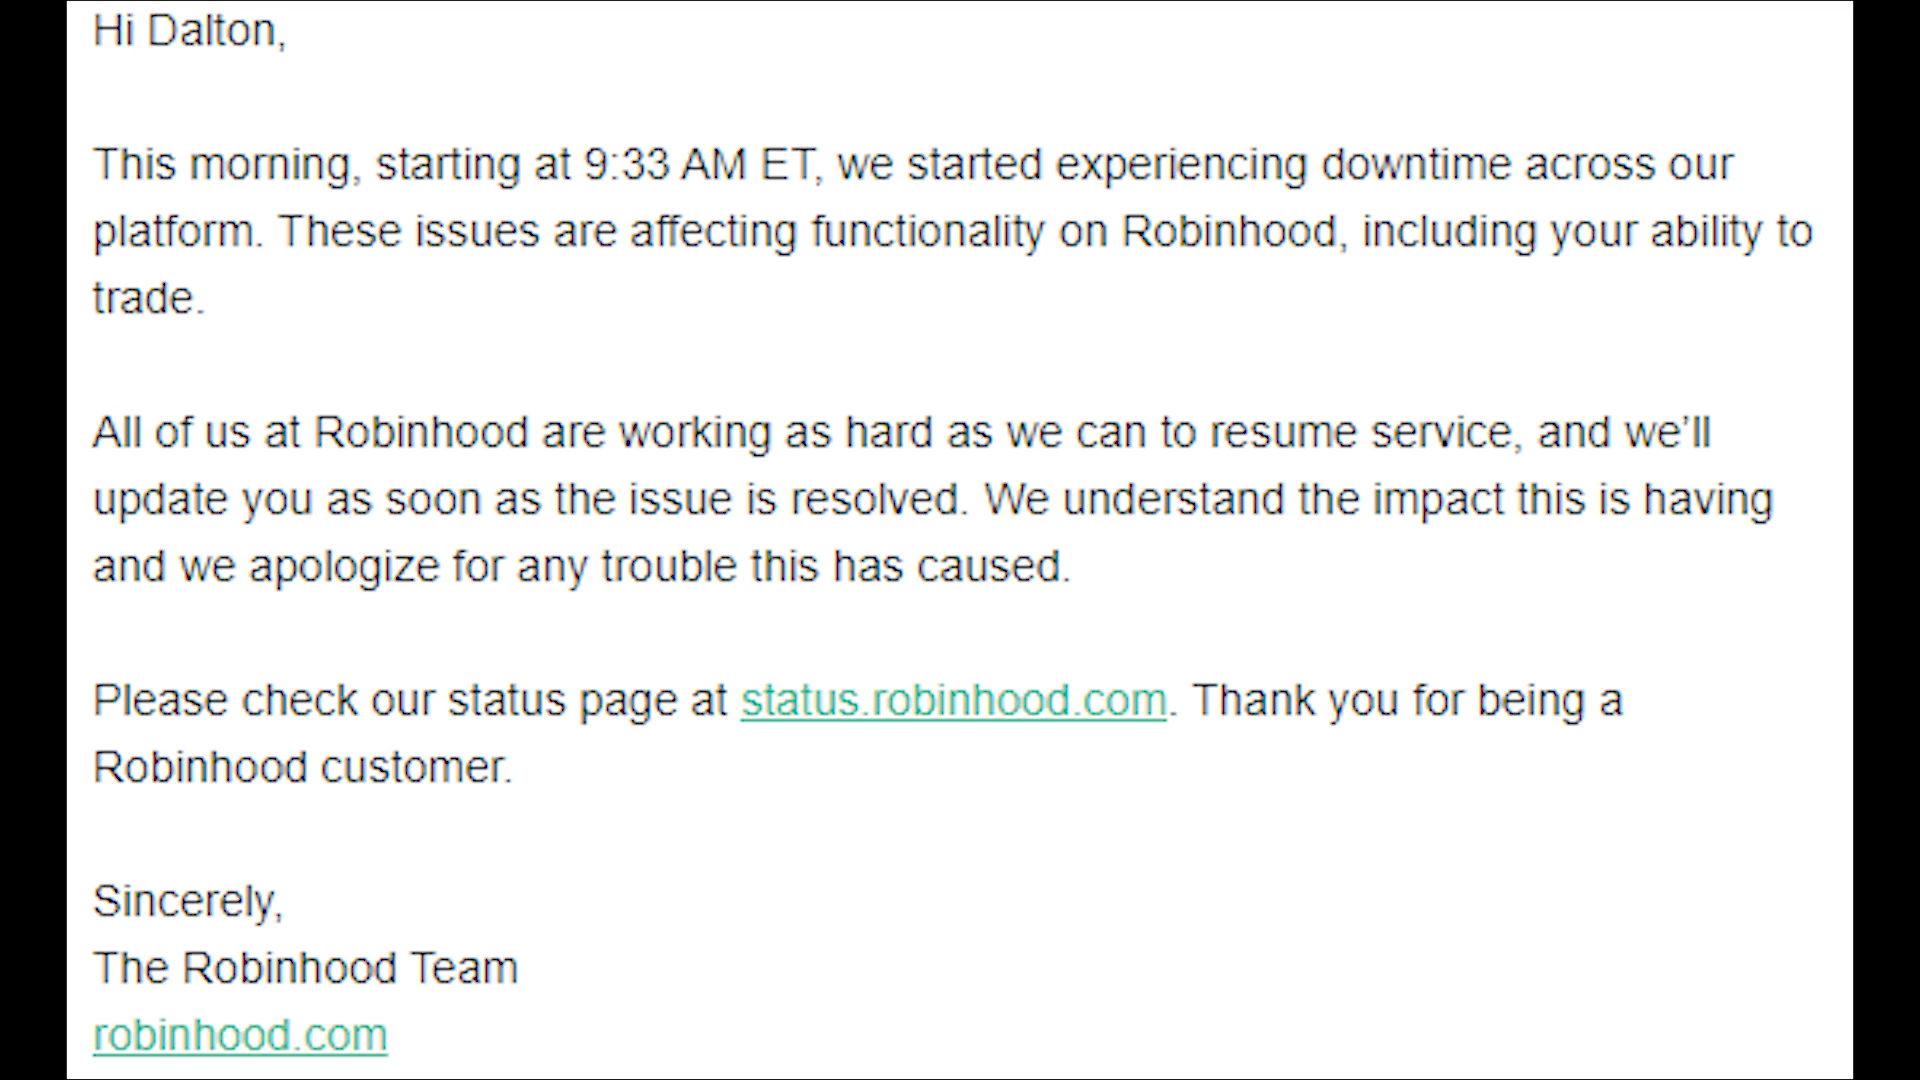 Hi Dalton,
This morning, starting at 9:33 AM ET, we started experiencing downtime across our
platform. These issues are affecting functionality on Robinhood, including your ability to
trade.
All of us at Robinhood are working as hard as we can to resume service, and we’ll
update you as soon as the issue is resolved. We understand the impact this is having
and we apologize for any trouble this has caused.
Please check our status page at status.robinhood.com. Thank you for being a
Robinhood customer.
Sincerely,
The Robinhood Team
robinhood.com